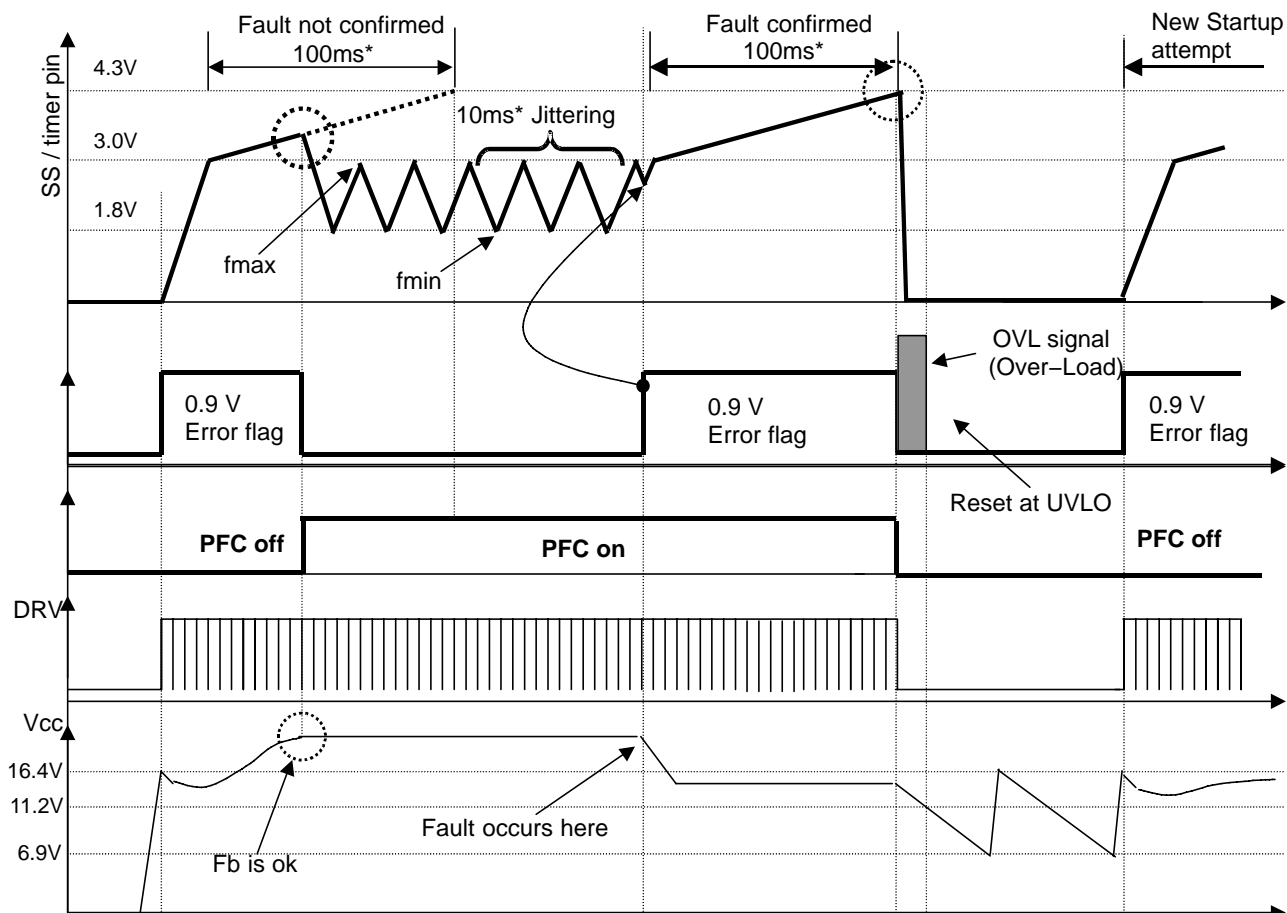 Fault not confirmed
100ms*
Fault confirmed
100ms*
New Startup
attempt
SS / timer pin
4.3V
3.0V
1.8V
10ms* Jittering
fmax
fmin
OVL signal
(Over−Load)
0.9 V
Error flag
0.9 V
Error flag
0.9 V
Error flag
Reset at UVLO
PFC off
PFC on
PFC off
DRV
Vcc
16.4V
11.2V
6.9V
Fault occurs here
Fb is ok